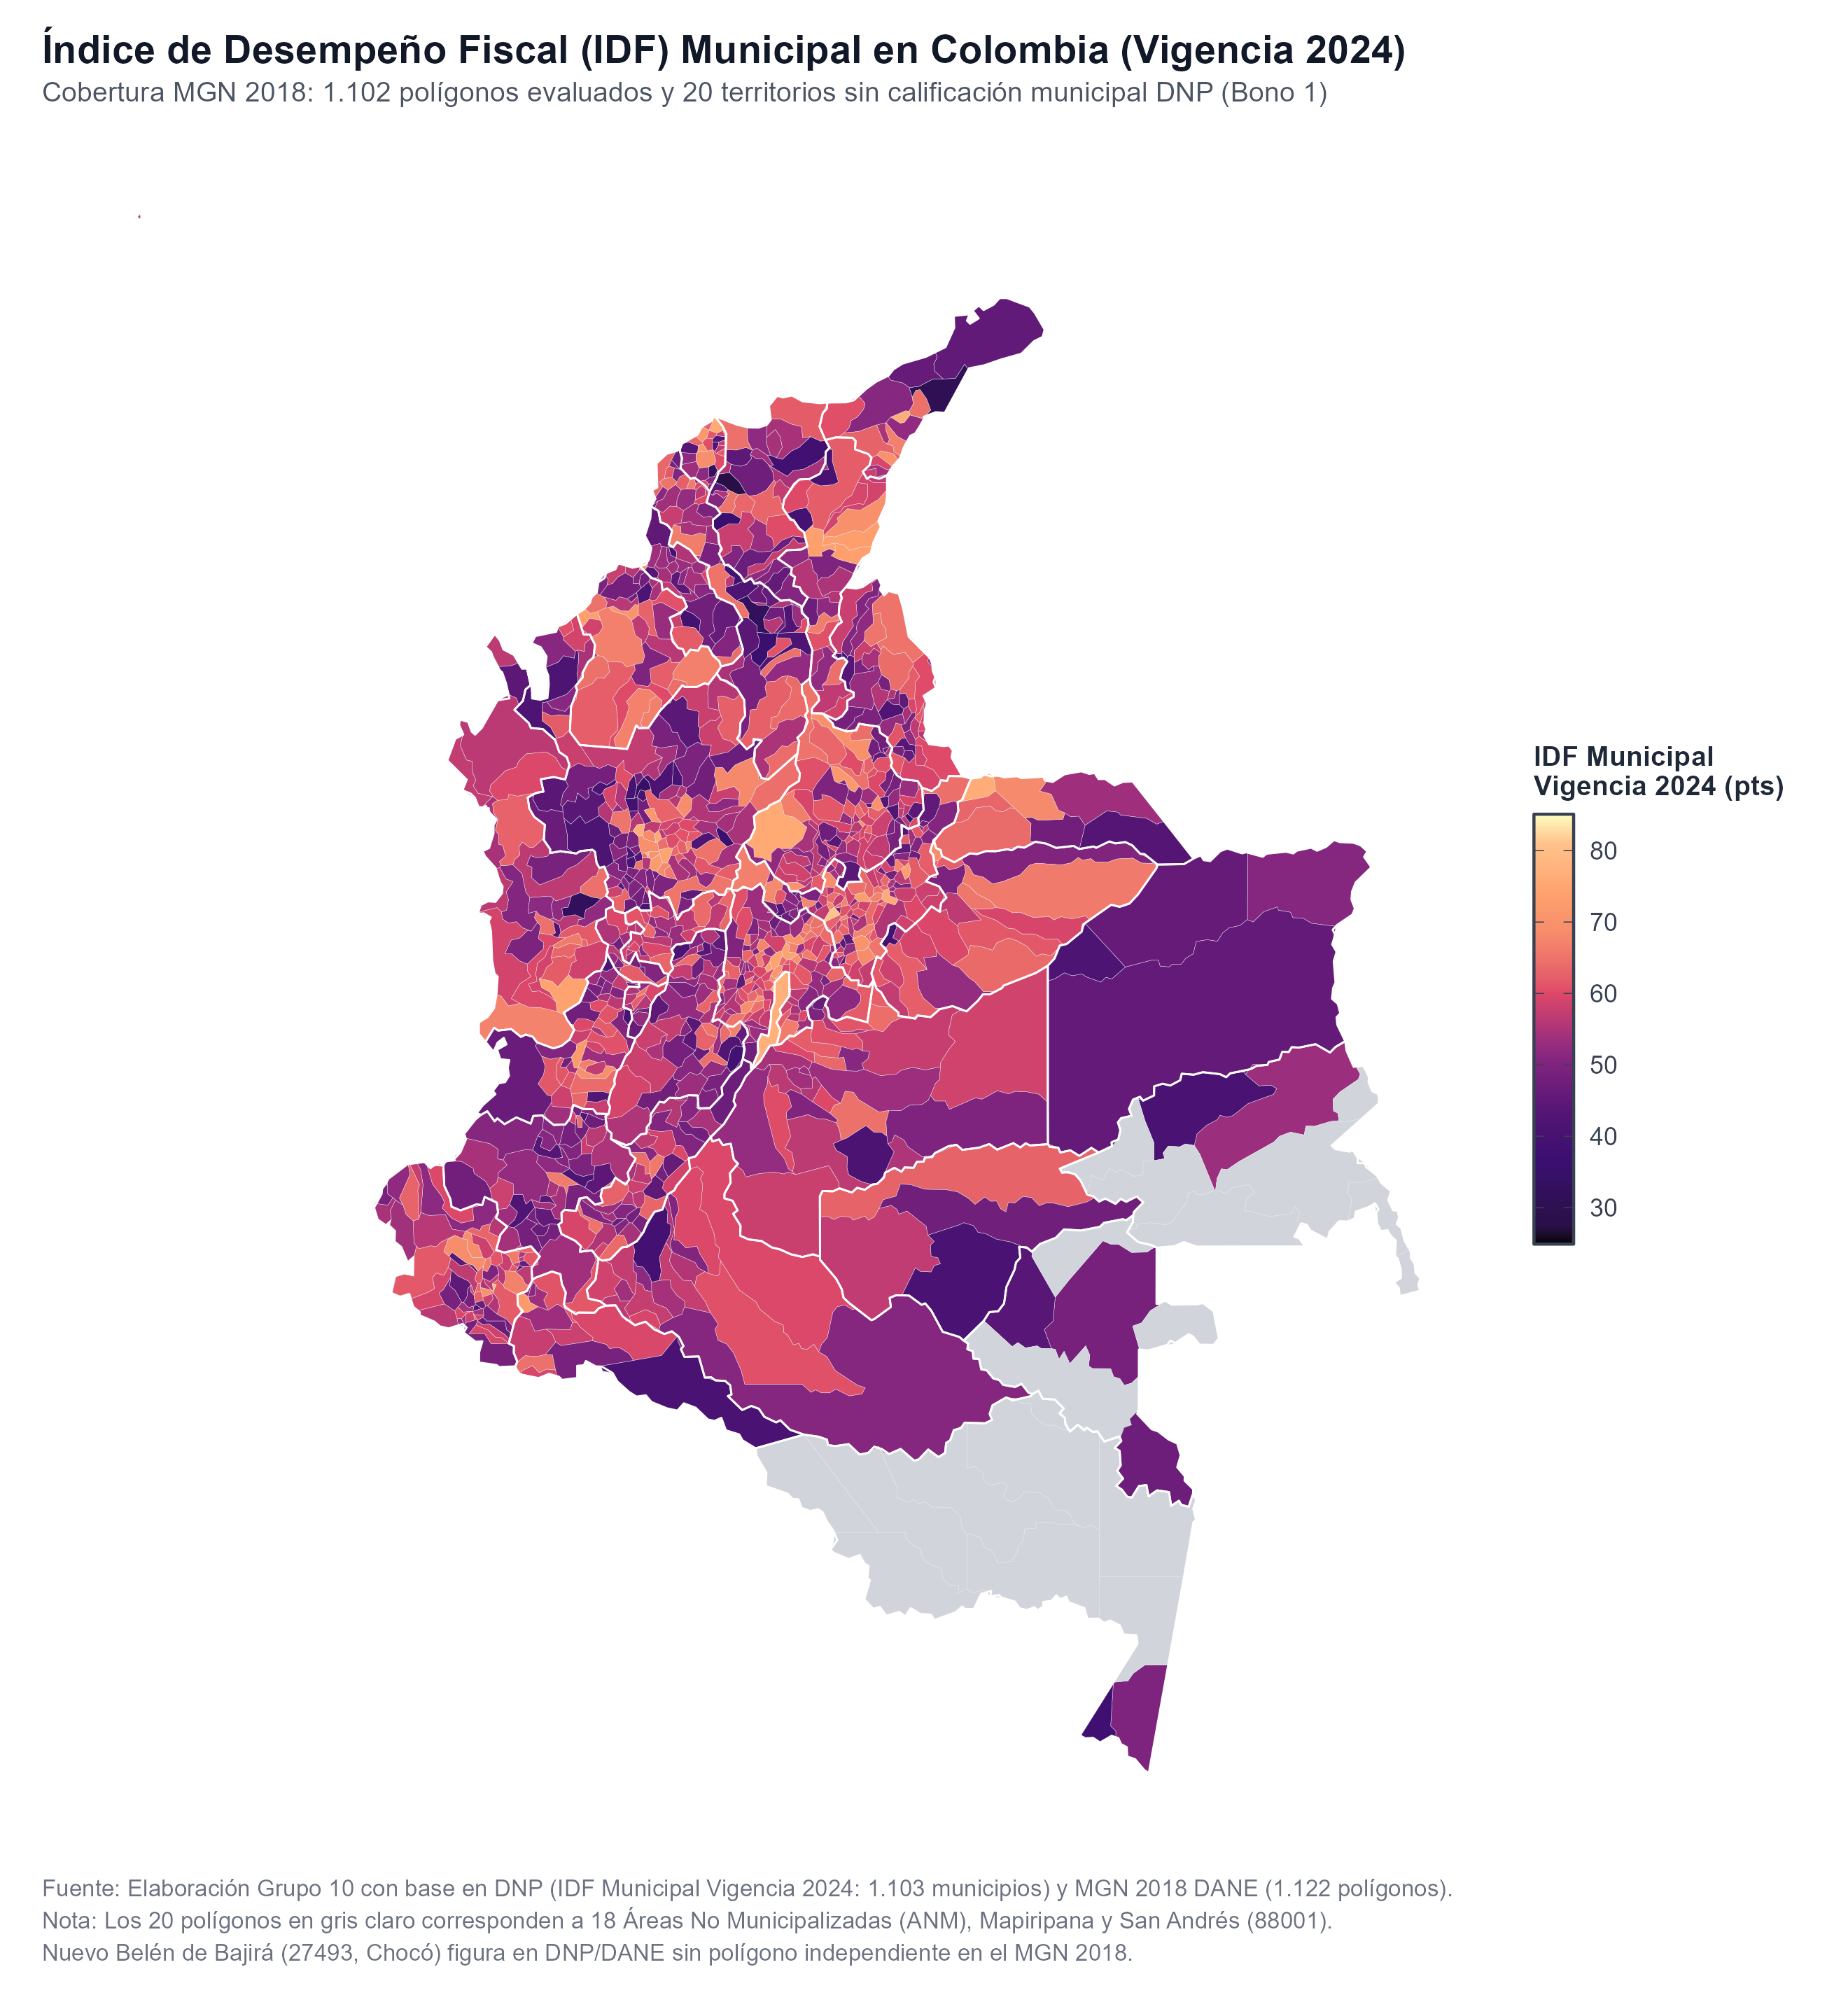 Índice de Desempeño Fiscal (IDF) Municipal en Colombia (Vigencia 2024)
Cobertura MGN 2018: 1.102 polígonos evaluados y 20 territorios sin calificación municipal DNP (Bono 1)
IDF Municipal
Vigencia 2024 (pts)
80
70
60
50
40
30
Fuente: Elaboración Grupo 10 con base en DNP (IDF Municipal Vigencia 2024: 1.103 municipios) y MGN 2018 DANE (1.122 polígonos).
Nota: Los 20 polígonos en gris claro corresponden a 18 Áreas No Municipalizadas (ANM), Mapiripana y San Andrés (88001).
Nuevo Belén de Bajirá (27493, Chocó) figura en DNP/DANE sin polígono independiente en el MGN 2018.